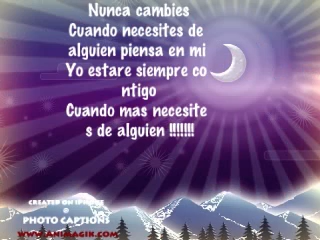 Nunca cambies
Cuando necesites de
alguien piensa en mi
Yo estare siempre co
ntigo
Cuando mas necesite
s de alguien !!!!!!!
CREATED ON IPHONE
@
PHOTO CAPTIONS
WWW.ANIMAGIK.COM